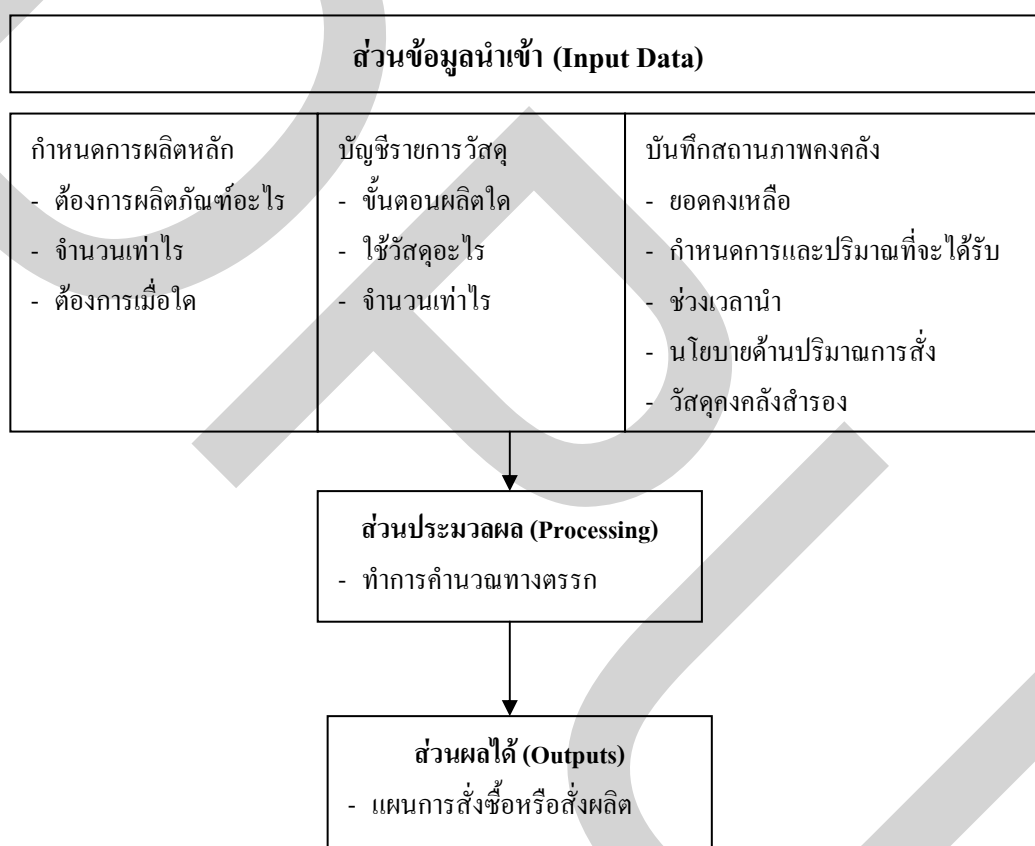 ส่วนข้อมูลนำเข้า (Input Data)
กำหนดการผลิตหลัก
- ต้องการผลิตภัณฑ์อะไร
- จำนวนเท่าไร
- ต้องการเมื่อใด
บัญชีรายการวัสดุ
- ขั้นตอนผลิตใด
- ใช้วัสดุอะไร
- จำนวนเท่าไร
บันทึกสถานภาพคงคลัง
- ยอดคงเหลือ
- กำหนดการและปริมาณที่จะได้รับ
- ช่วงเวลานำ
- นโยบายด้านปริมาณการสั่ง
- วัสดุคงคลังสำรอง
ส่วนประมวลผล (Processing)
- ทำการคำนวณทางตรรก
ส่วนผลได้ (Outputs)
- แผนการสั่งซื้อหรือสั่งผลิต